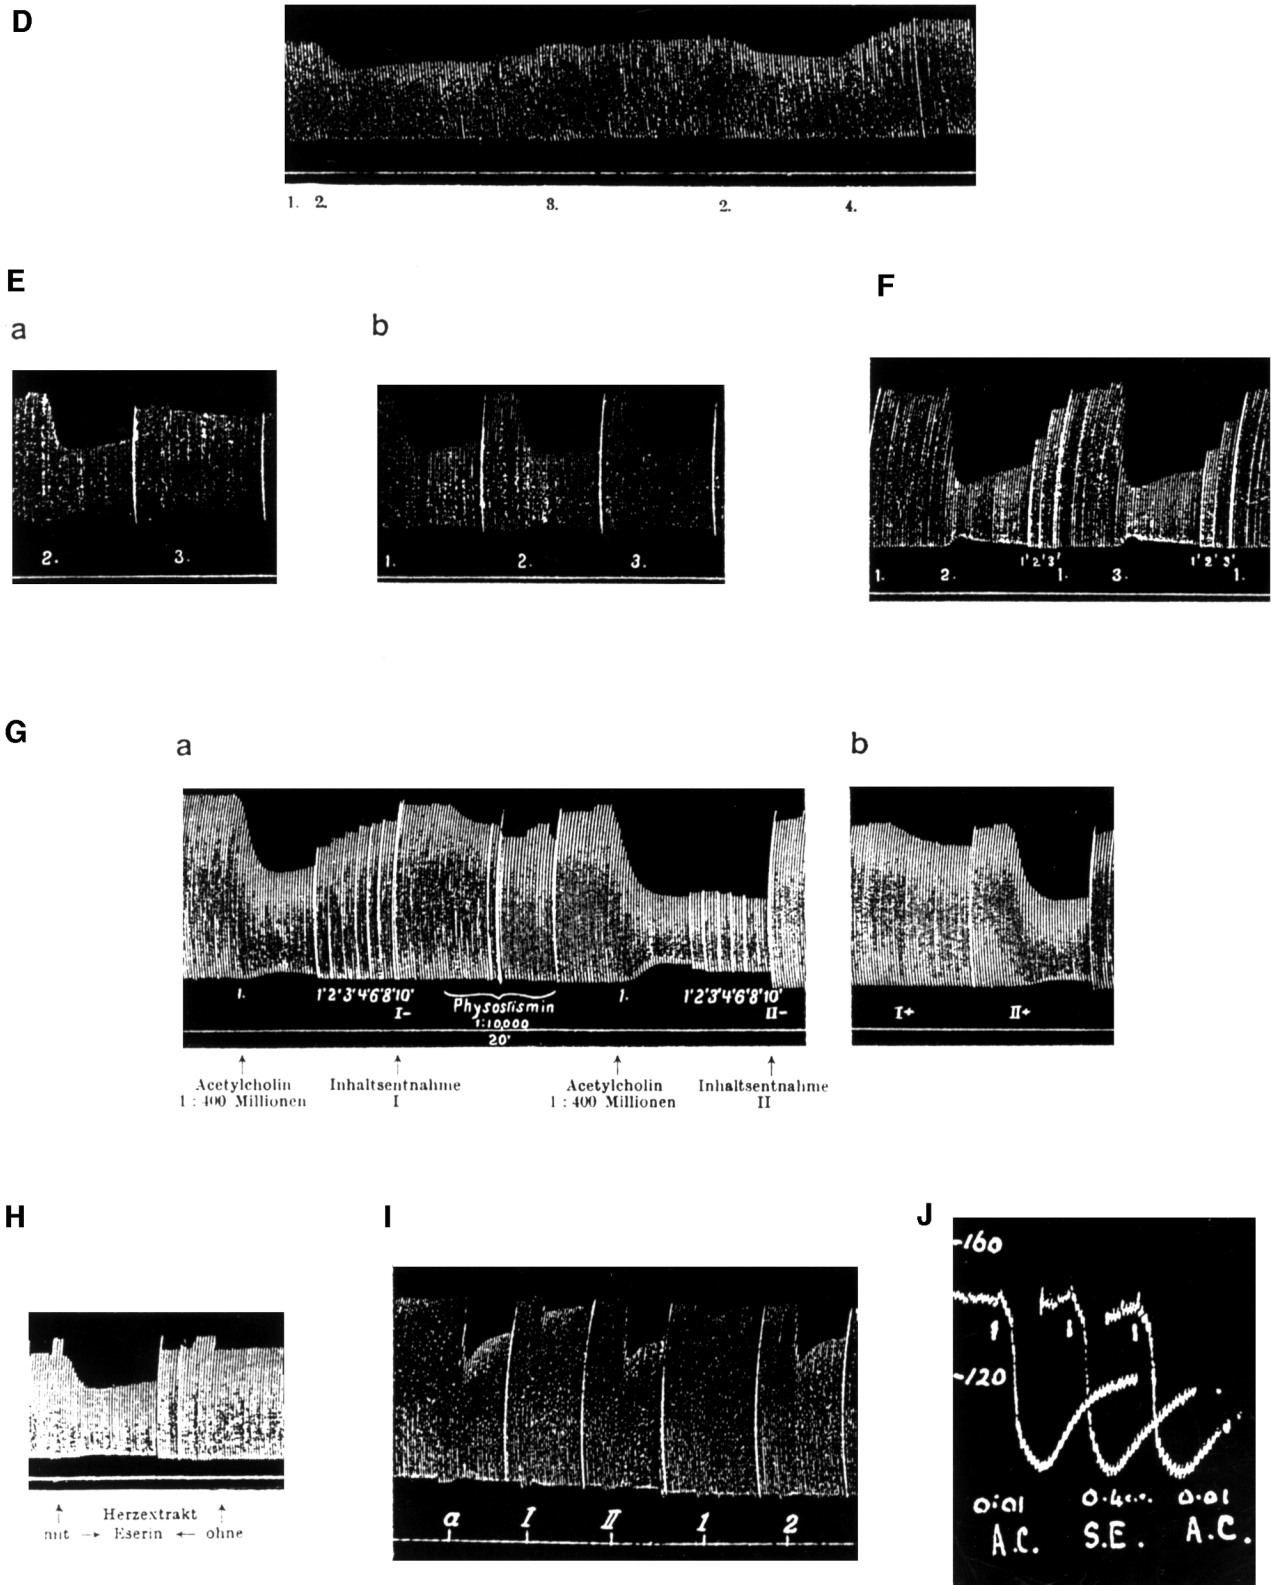 D
1. 2. 3. 2. 4.
E
F
a
b
2. 3.
1. 2. 3.
1' 2' 3' 1' 2' 3'
1. 2. 1. 3. 1.
G
a
b
1. 1' 2' 3' 4' 6' 8' 10' Physostismin 1. 1' 2' 3' 4' 6' 8' 10'
I- 1:10,000 II-
20'
I+ II+
Acetylcholin Inhaltsentnahme Acetylcholin Inhaltsentnahme
1 : 400 Millionen I 1 : 400 Millionen II
H
I
J
Herzextrakt
mit → Eserin ← ohne
a I II 1 2
-160
-120
0.01 0.4c.c. 0.01
A.C. S.E. A.C.